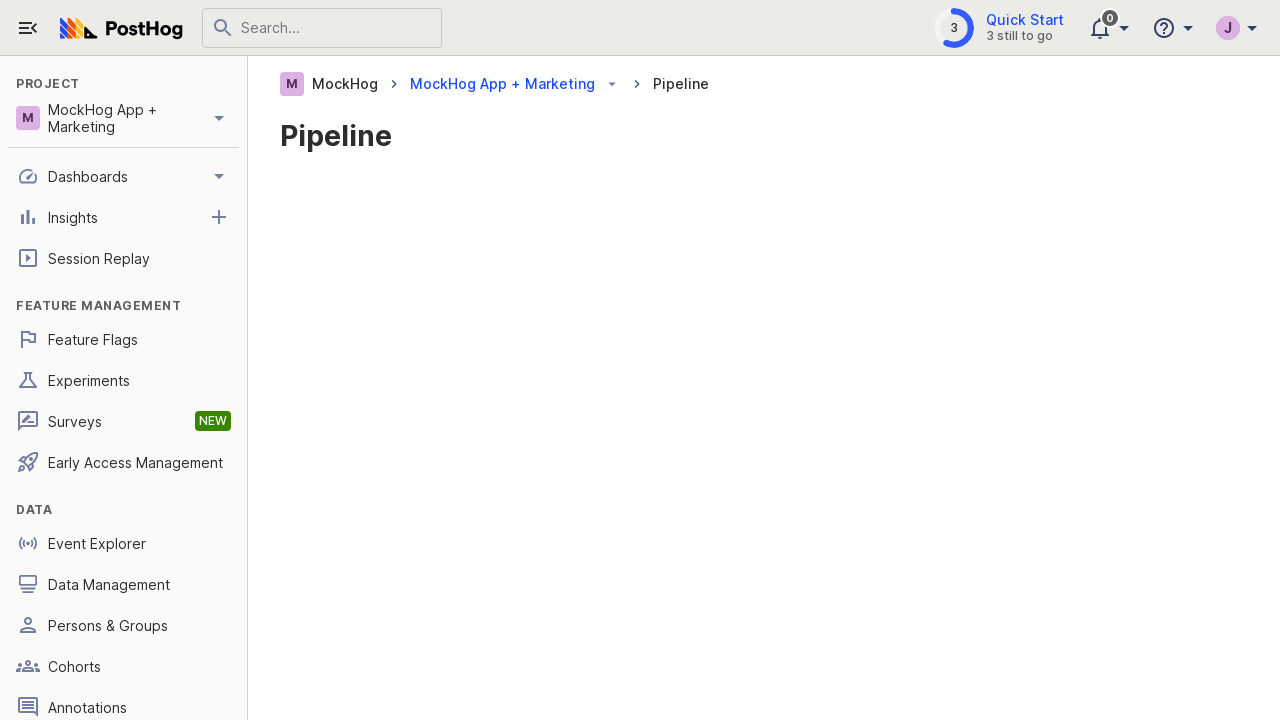 PostHog
Search...
3
Quick Start
3 still to go
0
J
PROJECT
M
MockHog App +
Marketing
Dashboards
Insights
Session Replay
FEATURE MANAGEMENT
Feature Flags
Experiments
Surveys
NEW
Early Access Management
DATA
Event Explorer
Data Management
Persons & Groups
Cohorts
Annotations
M MockHog
MockHog App + Marketing
Pipeline
Pipeline